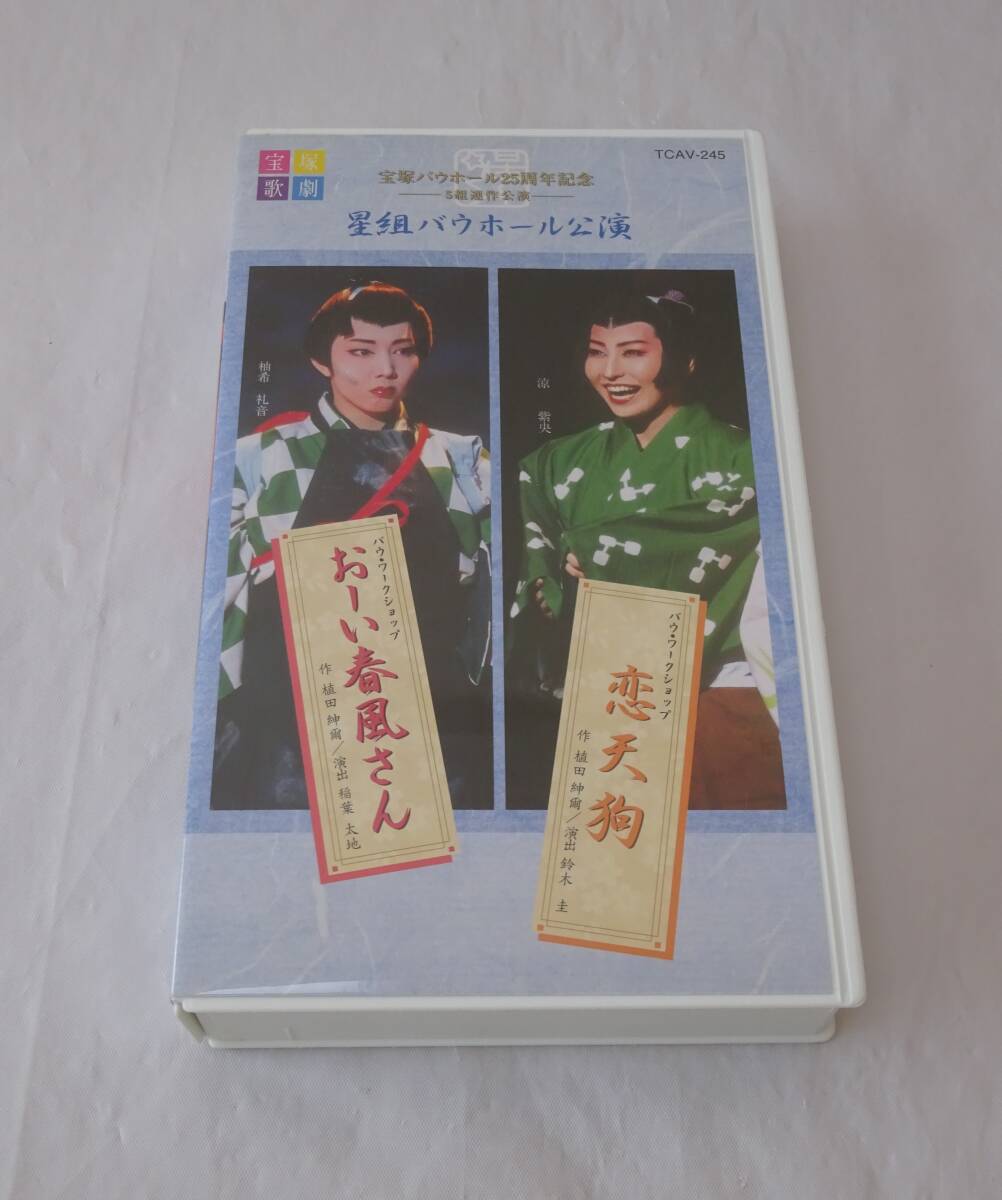 宝塚
歌劇
TCAV-245
宝塚バウホール25周年記念
5組連作公演
星組バウホール公演
柚希 礼音
涼 紫央
バウ・ワークショップ
おーい春風さん
作 植田 紳爾/演出 稲葉 太地
バウ・ワークショップ
恋天狗
作 植田 紳爾/演出 鈴木 圭